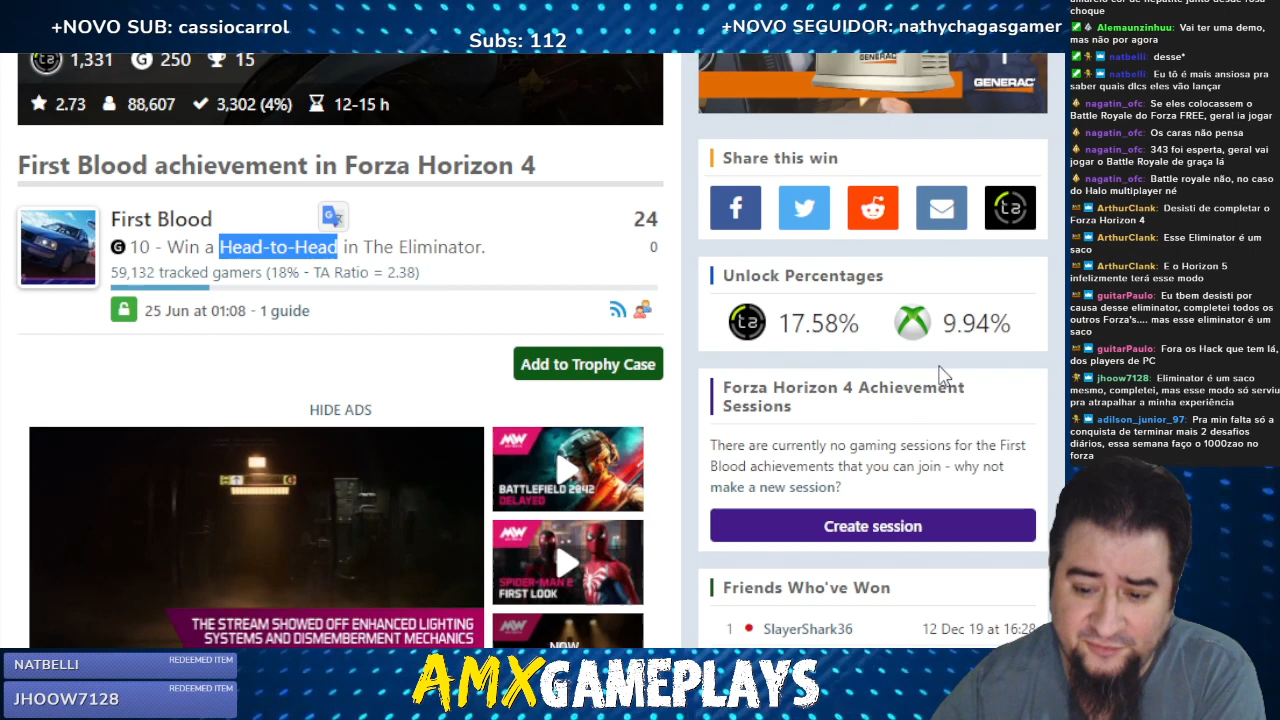 +NOVO SUB: cassiocarrol
Subs: 112
+NOVO SEGUIDOR: nathychagasgamer
1,331 250 15
2.73 88,607 3,302 (4%) 12-15 h
First Blood achievement in Forza Horizon 4
First Blood
24
10 - Win a Head-to-Head in The Eliminator.
0
59,132 tracked gamers (18% - TA Ratio = 2.38)
25 Jun at 01:08 - 1 guide
Add to Trophy Case
HIDE ADS
THE STREAM SHOWED OFF ENHANCED LIGHTING
SYSTEMS AND DISMEMBERMENT MECHANICS
MW
BATTLEFIELD 2042
DELAYED
MW
SPIDER-MAN 2
FIRST LOOK
MW
NOW
GENERAC
GENERAC
Share this win
ta
Unlock Percentages
ta 17.58% 9.94%
Forza Horizon 4 Achievement
Sessions
There are currently no gaming sessions for the First
Blood achievements that you can join - why not
make a new session?
Create session
Friends Who've Won
1 SlayerShark36 12 Dec 19 at 16:28
choque
Alemaunzinhuu: Vai ter uma demo,
mas não por agora
natbelli: desse*
natbelli: Eu tô é mais ansiosa pra
saber quais dlcs eles vão lançar
nagatin_ofc: Se eles colocassem o
Battle Royale do Forza FREE, geral ia jogar
nagatin_ofc: Os caras não pensa
nagatin_ofc: 343 foi esperta, geral vai
jogar o Battle Royale de graça lá
nagatin_ofc: Battle royale não, no caso
do Halo multiplayer né
ArthurClank: Desisti de completar o
Forza Horizon 4
ArthurClank: Esse Eliminator é um
saco
ArthurClank: E o Horizon 5
infelizmente terá esse modo
guitarPaulo: Eu tbem desisti por
causa desse eliminator, completei todos os
outros Forza's.... mas esse eliminator é um
saco
guitarPaulo: Fora os Hack que tem lá,
dos players de PC
jhoow7128: Eliminator é um saco
mesmo, completei, mas esse modo só serviu
pra atrapalhar a minha experiência
adilson_junior_97: Pra min falta só a
conquista de terminar mais 2 desafios
diários, essa semana faço o 1000zao no
forza
NATBELLI REDEEMED ITEM
JHOOW7128 REDEEMED ITEM
AMXGAMEPLAYS